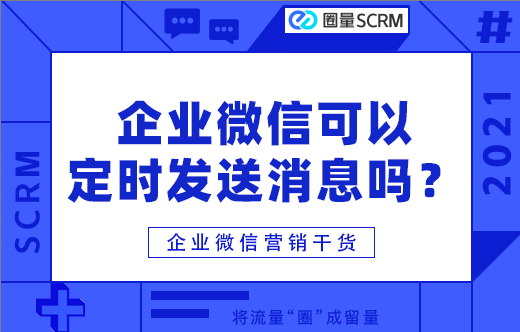 圈量SCRM
#
企业微信可以
定时发送消息吗？
企业微信营销干货
SCRM
2021
将流量“圈”成留量